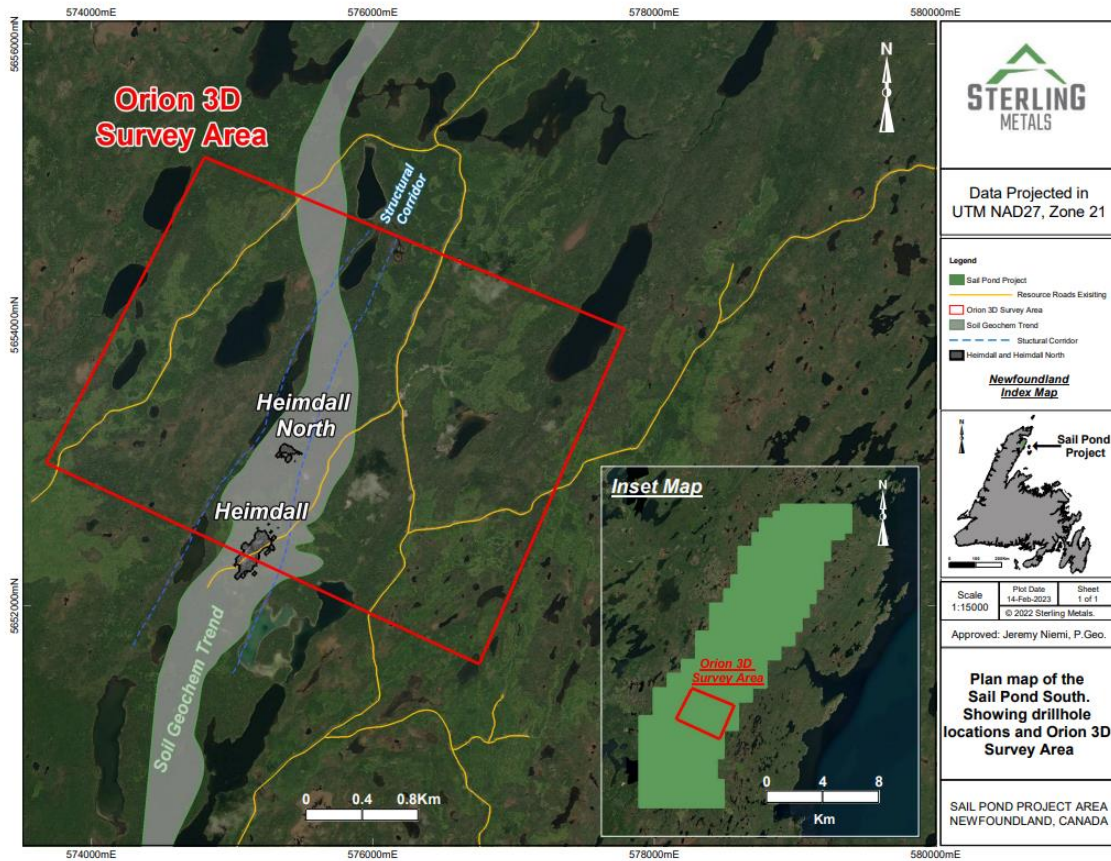 574000mE
576000mE
578000mE
580000mE
5656000mN
5654000mN
5652000mN
Orion 3D
Survey Area
Structural
Corridor
Heimdall
North
Heimdall
Soil Geochem Trend
N
0 0.4 0.8Km
Inset Map
N
Orion 3D
Survey Area
0 4 8
Km
574000mE
576000mE
578000mE
580000mE
STERLING
METALS
Data Projected in
UTM NAD27, Zone 21
Legend
Sail Pond Project
Resource Roads Exisiting
Orion 3D Survey Area
Soil Geochem Trend
Stuctural Corridor
Heimdall and Heimdall North
Newfoundland
Index Map
N
Sail Pond
Project
Scale
1:15000
Plot Date
14-Feb-2023
Sheet
1 of 1
© 2022 Sterling Metals.
Approved: Jeremy Niemi, P.Geo.
Plan map of the
Sail Pond South.
Showing drillhole
locations and Orion 3D
Survey Area
SAIL POND PROJECT AREA
NEWFOUNDLAND, CANADA